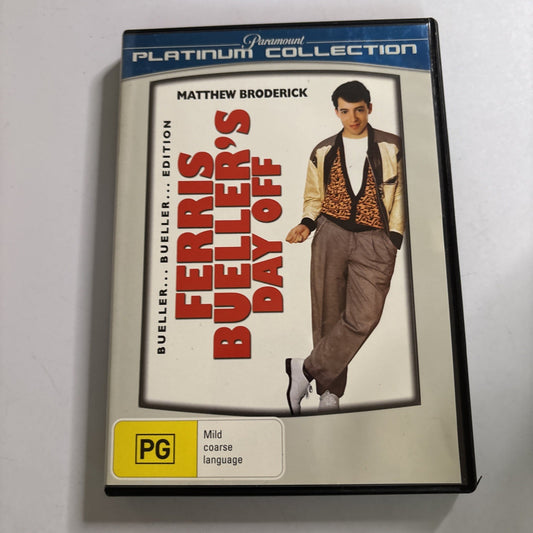 Paramount
PLATINUM COLLECTION
MATTHEW BRODERICK
BUELLER... BUELLER... EDITION
FERRIS
BUELLER'S
DAY OFF
PG
Mild
coarse
language